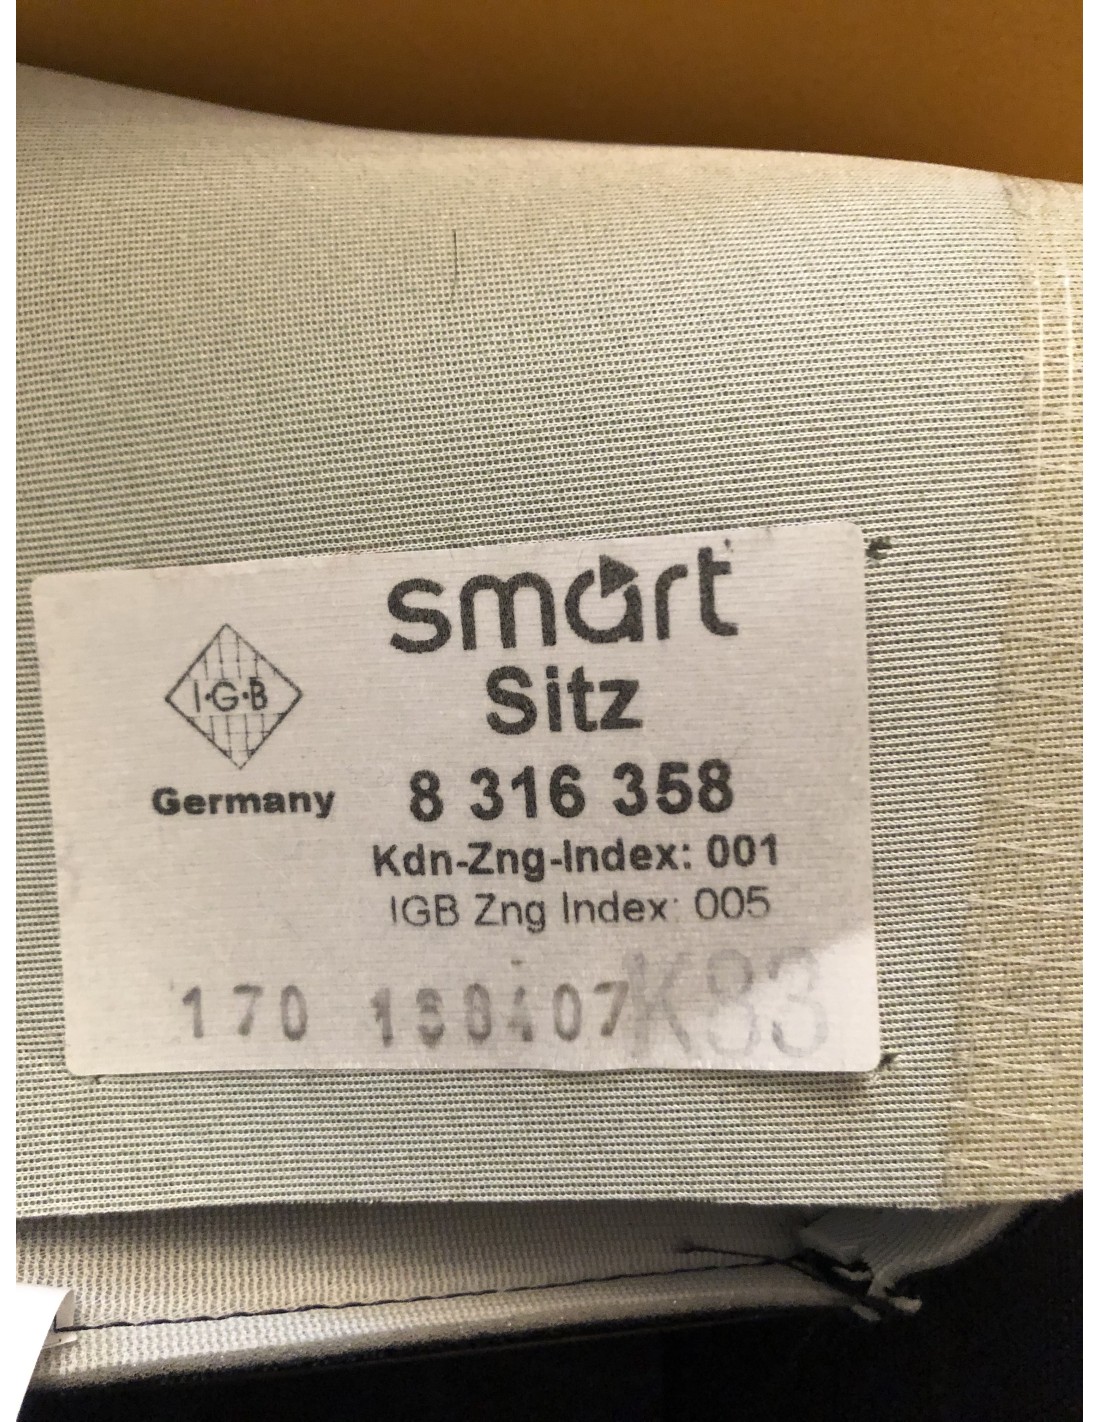 smart
I·G·B
Sitz
Germany
8 316 358
Kdn-Zng-Index: 001
IGB Zng Index: 005
170 130407 K83